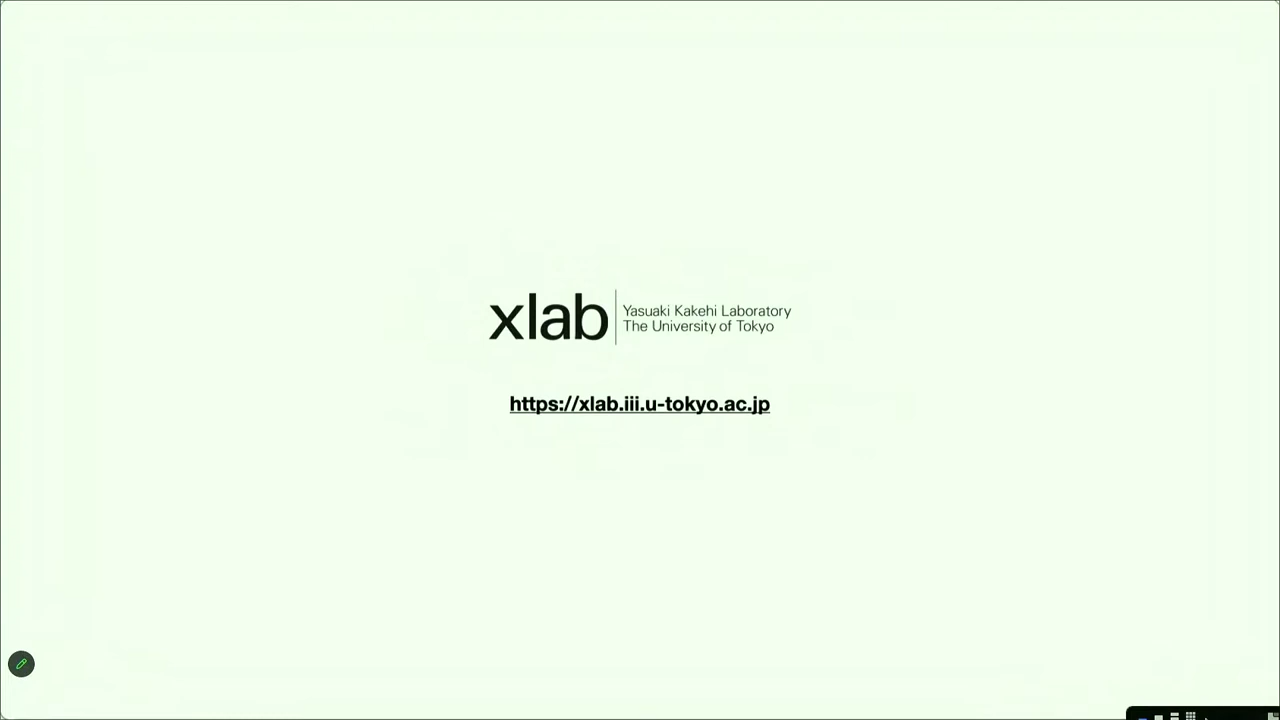 xlab
Yasuaki Kakehi Laboratory
The University of Tokyo
https://xlab.iii.u-tokyo.ac.jp